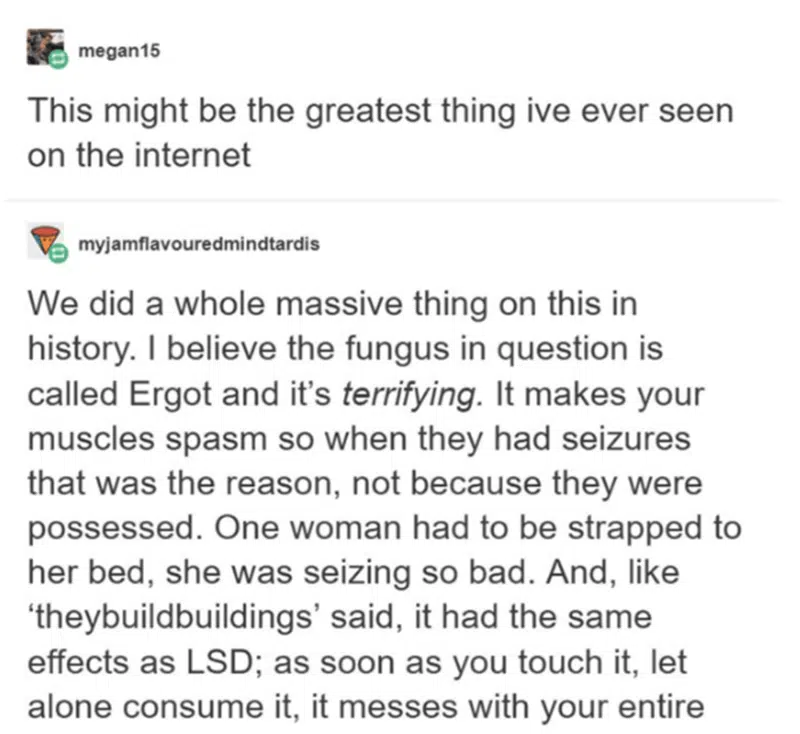 megan15
This might be the greatest thing ive ever seen
on the internet
myjamflavouredmindtardis
We did a whole massive thing on this in
history. I believe the fungus in question is
called Ergot and it’s terrifying. It makes your
muscles spasm so when they had seizures
that was the reason, not because they were
possessed. One woman had to be strapped to
her bed, she was seizing so bad. And, like
‘theybuildbuildings’ said, it had the same
effects as LSD; as soon as you touch it, let
alone consume it, it messes with your entire